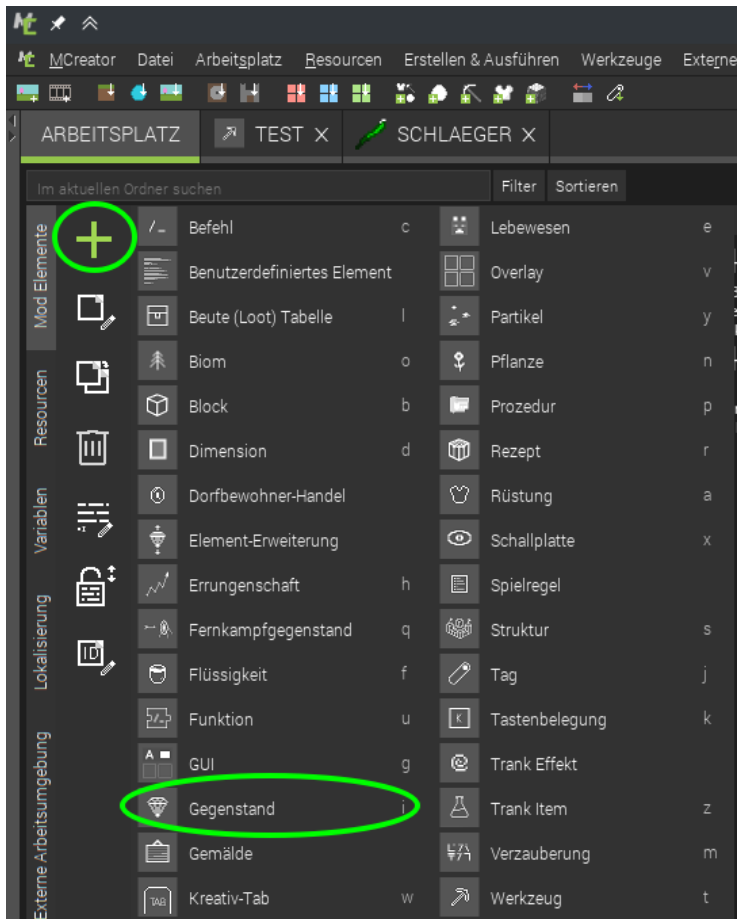 MCreator Datei Arbeitsplatz Resourcen Erstellen & Ausführen Werkzeuge Externe
ARBEITSPLATZ TEST X SCHLAEGER X
Im aktuellen Ordner suchen Filter Sortieren
Mod Elemente
Resourcen
Variablen
Lokalisierung
Externe Arbeitsumgebung
Befehl c Lebewesen e
Benutzerdefiniertes Element Overlay v
Beute (Loot) Tabelle l Partikel y
Biom o Pflanze n
Block b Prozedur p
Dimension d Rezept r
Dorfbewohner-Handel Rüstung a
Element-Erweiterung Schallplatte x
Errungenschaft h Spielregel
Fernkampfgegenstand q Struktur s
Flüssigkeit f Tag j
Funktion u K Tastenbelegung k
A GUI g Trank Effekt
Gegenstand i Trank Item z
Gemälde Verzauberung m
TAB Kreativ-Tab w Werkzeug t
ID